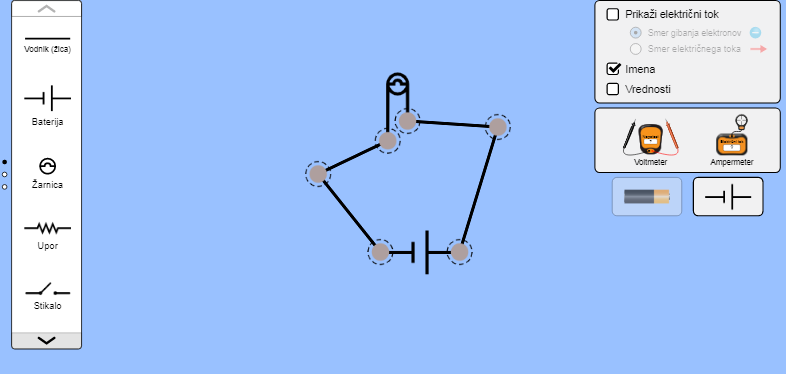 Vodnik (žica)
Baterija
Žarnica
Upor
Stikalo
Prikaži električni tok
Smer gibanja elektronov
Smer električnega toka
Imena
Vrednosti
Voltmeter
Ampermeter